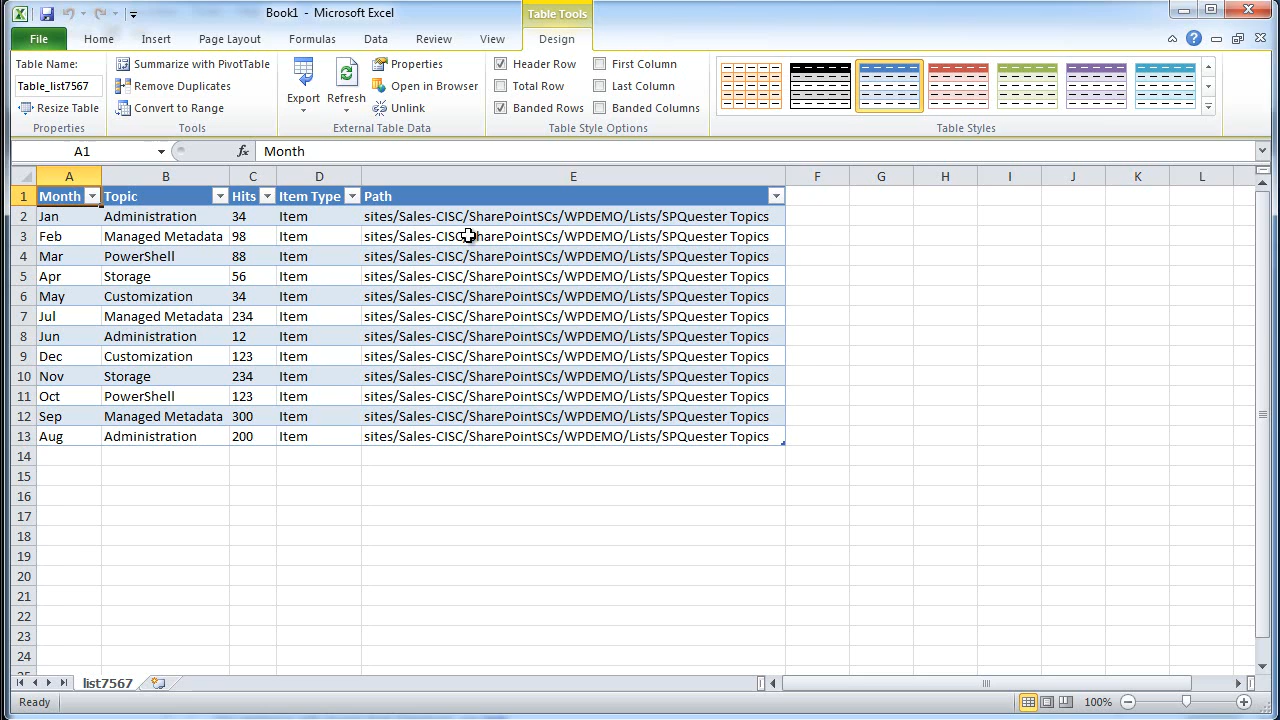 Book1 - Microsoft Excel
Table Tools
File Home Insert Page Layout Formulas Data Review View Design
Table Name: Summarize with PivotTable Properties Header Row First Column
Table_list7567 Remove Duplicates Export Refresh Open in Browser Total Row Last Column
Resize Table Convert to Range Unlink Banded Rows Banded Columns
Properties Tools External Table Data Table Style Options Table Styles
A1 fx Month
A B C D E F G H I J K L
1 Month Topic Hits Item Type Path
2 Jan Administration 34 Item sites/Sales-CISC/SharePointSCs/WPDEMO/Lists/SPQuester Topics
3 Feb Managed Metadata 98 Item sites/Sales-CISC/SharePointSCs/WPDEMO/Lists/SPQuester Topics
4 Mar PowerShell 88 Item sites/Sales-CISC/SharePointSCs/WPDEMO/Lists/SPQuester Topics
5 Apr Storage 56 Item sites/Sales-CISC/SharePointSCs/WPDEMO/Lists/SPQuester Topics
6 May Customization 34 Item sites/Sales-CISC/SharePointSCs/WPDEMO/Lists/SPQuester Topics
7 Jul Managed Metadata 234 Item sites/Sales-CISC/SharePointSCs/WPDEMO/Lists/SPQuester Topics
8 Jun Administration 12 Item sites/Sales-CISC/SharePointSCs/WPDEMO/Lists/SPQuester Topics
9 Dec Customization 123 Item sites/Sales-CISC/SharePointSCs/WPDEMO/Lists/SPQuester Topics
10 Nov Storage 234 Item sites/Sales-CISC/SharePointSCs/WPDEMO/Lists/SPQuester Topics
11 Oct PowerShell 123 Item sites/Sales-CISC/SharePointSCs/WPDEMO/Lists/SPQuester Topics
12 Sep Managed Metadata 300 Item sites/Sales-CISC/SharePointSCs/WPDEMO/Lists/SPQuester Topics
13 Aug Administration 200 Item sites/Sales-CISC/SharePointSCs/WPDEMO/Lists/SPQuester Topics
14
15
16
17
18
19
20
21
22
23
24
list7567
Ready 100%